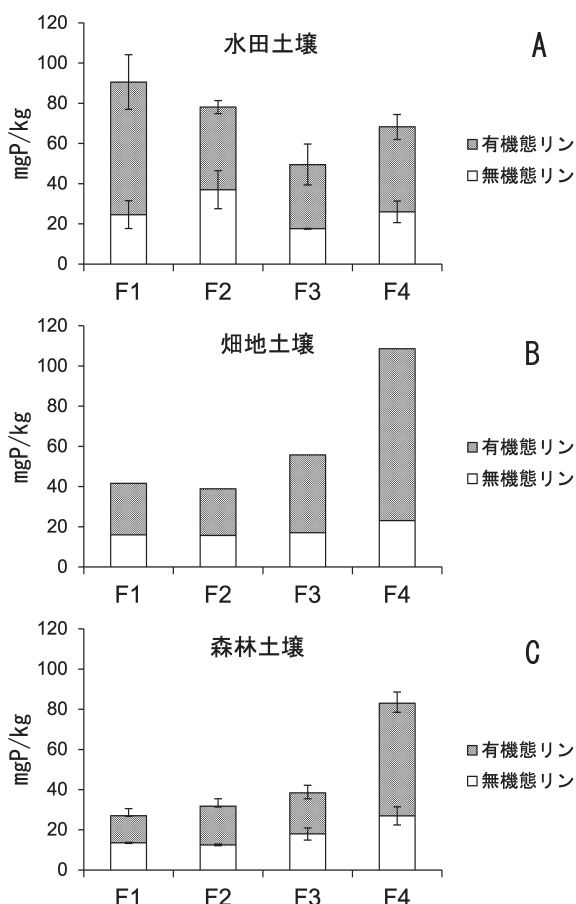 水田土壌
A
mgP/kg
120
100
80
60
40
20
0
有機態リン
無機態リン
F1 F2 F3 F4
畑地土壌
B
mgP/kg
120
100
80
60
40
20
0
有機態リン
無機態リン
F1 F2 F3 F4
森林土壌
C
mgP/kg
120
100
80
60
40
20
0
有機態リン
無機態リン
F1 F2 F3 F4